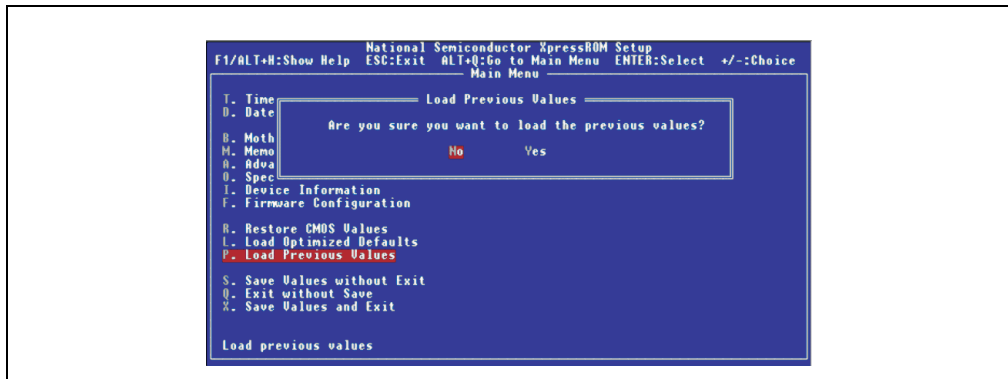 National Semiconductor XpressROM Setup
F1/ALT+H:Show Help ESC:Exit ALT+Q:Go to Main Menu ENTER:Select +/-:Choice
Main Menu
T. Time
Load Previous Values
D. Date
Are you sure you want to load the previous values?
B. Moth
M. Memo
No Yes
A. Adva
O. Spec
I. Device Information
F. Firmware Configuration
R. Restore CMOS Values
L. Load Optimized Defaults
P. Load Previous Values
S. Save Values without Exit
Q. Exit without Save
X. Save Values and Exit
Load previous values